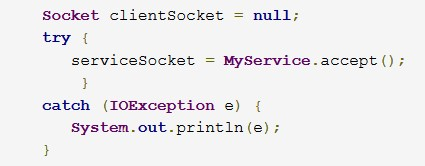 Socket clientSocket = null;
try {
serviceSocket = MyService.accept();
}
catch (IOException e) {
System.out.println(e);
}